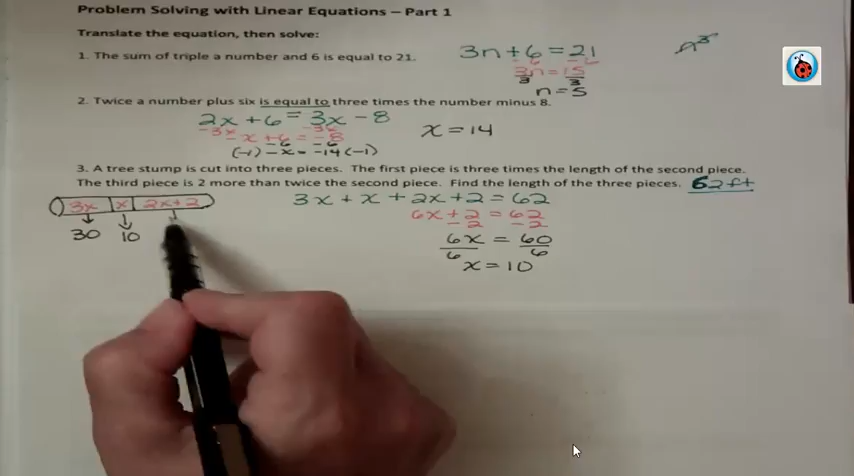 Problem Solving with Linear Equations – Part 1
Translate the equation, then solve:
1. The sum of triple a number and 6 is equal to 21.
3n + 6 = 21
- 6 - 6
3n = 15
3 3
n = 5
n³
2. Twice a number plus six is equal to three times the number minus 8.
2x + 6 = 3x - 8
-3x -3x
-x + 6 = -8
-6 -6
(-1) -x = -14 (-1)
x = 14
3. A tree stump is cut into three pieces. The first piece is three times the length of the second piece.
The third piece is 2 more than twice the second piece. Find the length of the three pieces. 62 ft
3x x 2x+2
30 10
3x + x + 2x + 2 = 62
6x + 2 = 62
- 2 - 2
6x = 60
6 6
x = 10